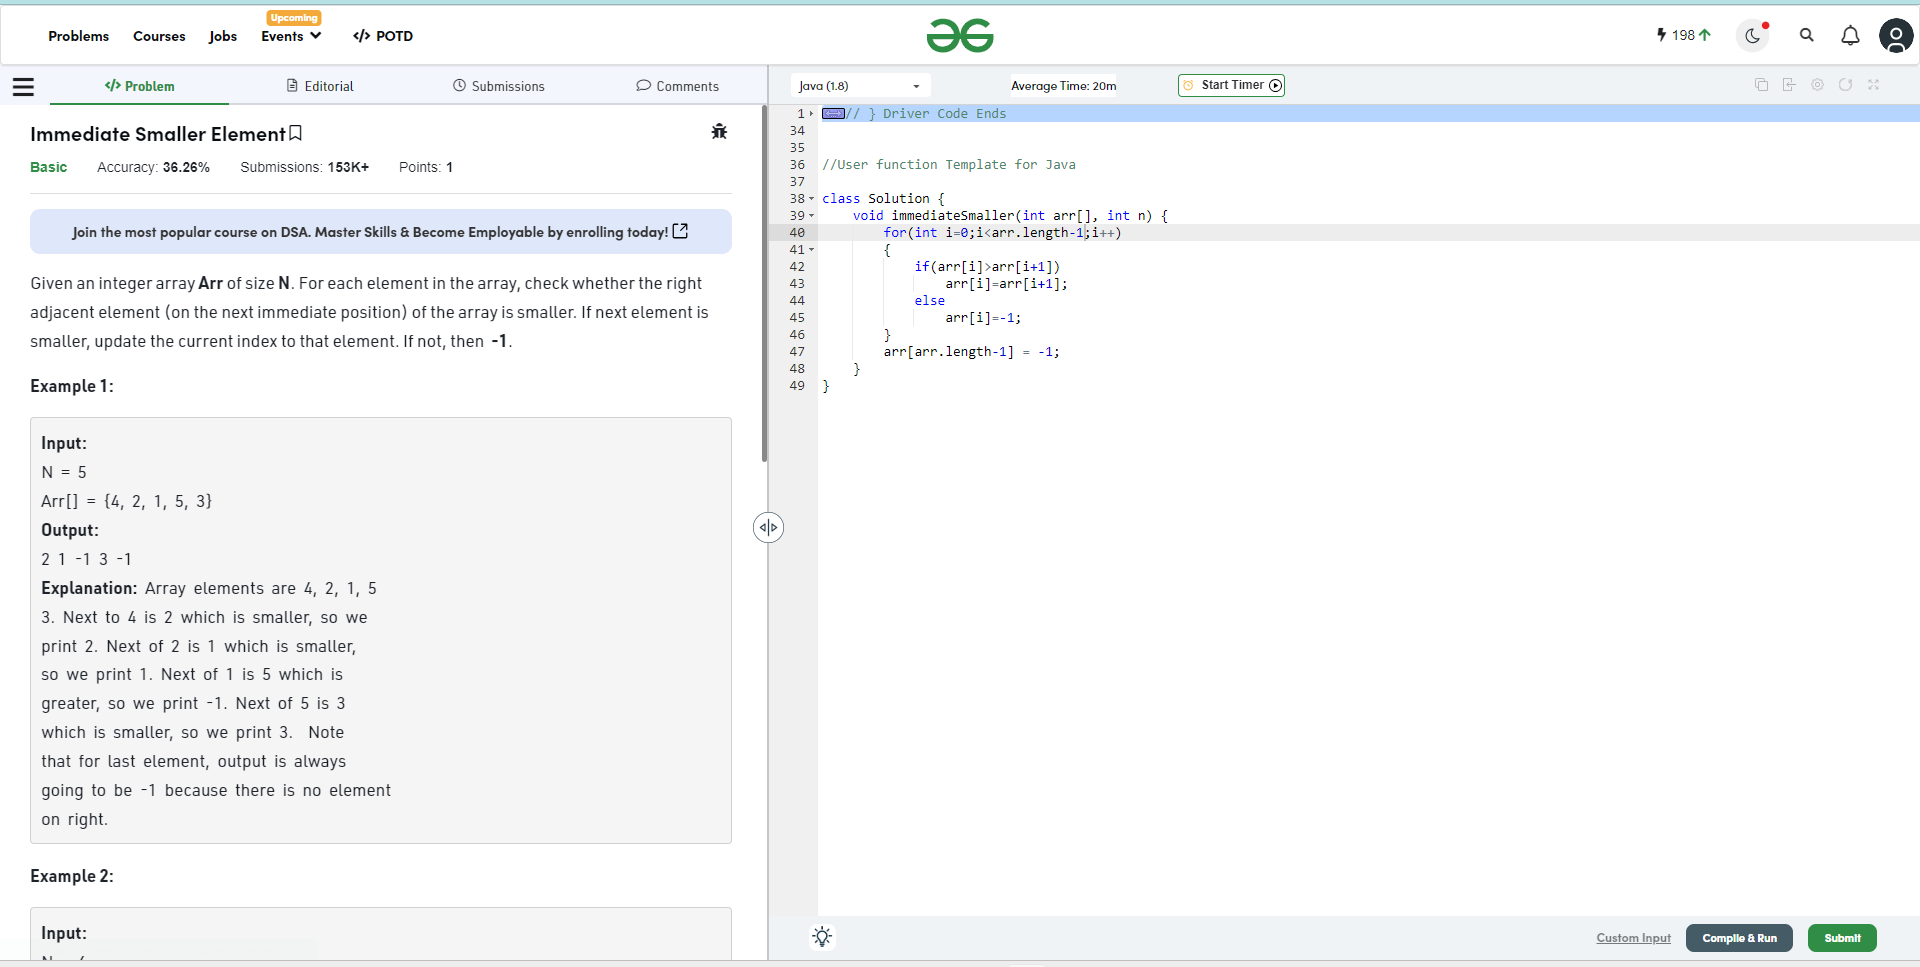 Upcoming
Problems Courses Jobs Events </> POTD
198
</> Problem Editorial Submissions Comments
Java (1.8) Average Time: 20m Start Timer
Immediate Smaller Element
Basic Accuracy: 36.26% Submissions: 153K+ Points: 1
Join the most popular course on DSA. Master Skills & Become Employable by enrolling today!
Given an integer array Arr of size N. For each element in the array, check whether the right
adjacent element (on the next immediate position) of the array is smaller. If next element is
smaller, update the current index to that element. If not, then -1.
Example 1:
Input:
N = 5
Arr[] = {4, 2, 1, 5, 3}
Output:
2 1 -1 3 -1
Explanation: Array elements are 4, 2, 1, 5
3. Next to 4 is 2 which is smaller, so we
print 2. Next of 2 is 1 which is smaller,
so we print 1. Next of 1 is 5 which is
greater, so we print -1. Next of 5 is 3
which is smaller, so we print 3. Note
that for last element, output is always
going to be -1 because there is no element
on right.
Example 2:
Input:
1 // } Driver Code Ends
34
35
36 //User function Template for Java
37
38 class Solution {
39 void immediateSmaller(int arr[], int n) {
40 for(int i=0;i<arr.length-1;i++)
41 {
42 if(arr[i]>arr[i+1])
43 arr[i]=arr[i+1];
44 else
45 arr[i]=-1;
46 }
47 arr[arr.length-1] = -1;
48 }
49 }
Custom Input Compile & Run Submit